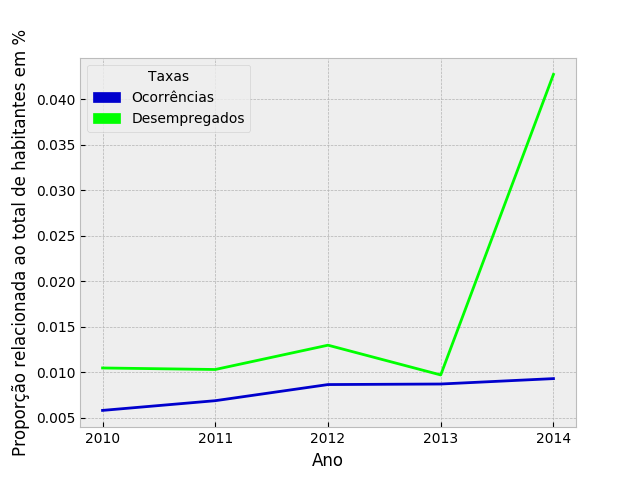 Proporção relacionada ao total de habitantes em %
Taxas
Ocorrências
Desempregados
0.040
0.035
0.030
0.025
0.020
0.015
0.010
0.005
2010 2011 2012 2013 2014
Ano